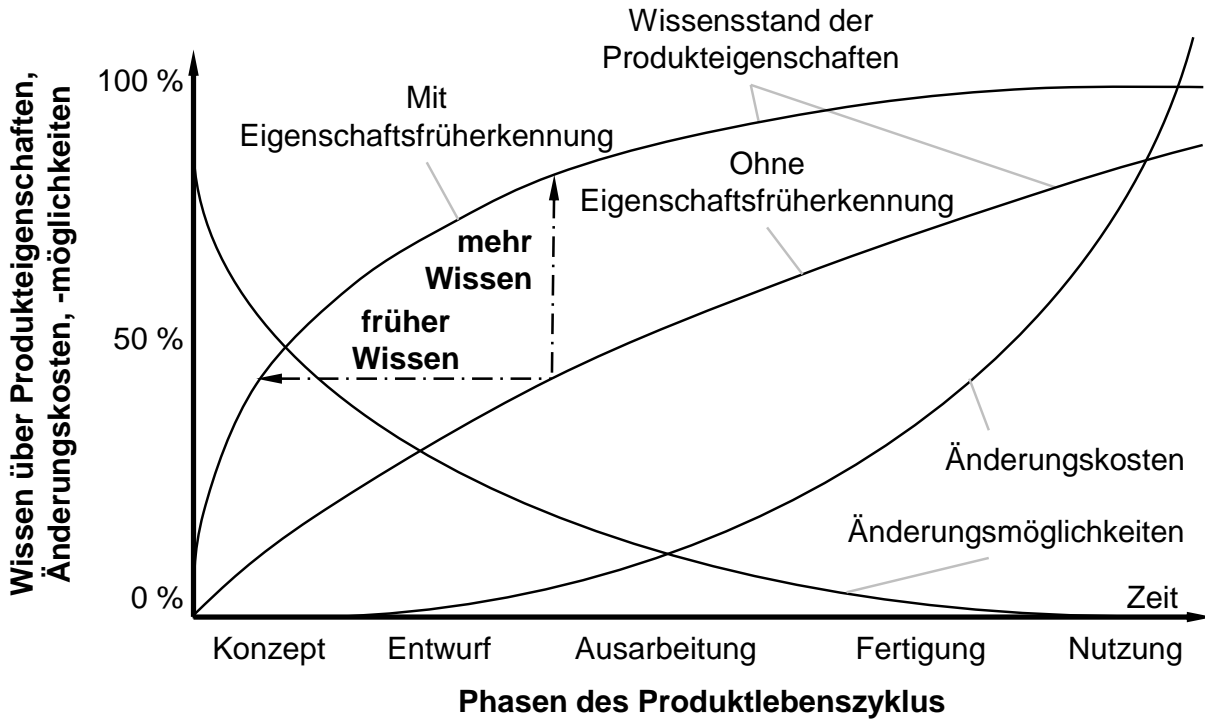 Wissensstand der
Produkteigenschaften
100 %
Mit
Eigenschaftsfrüherkennung
Ohne
Eigenschaftsfrüherkennung
mehr
Wissen
früher
Wissen
50 %
Wissen über Produkteigenschaften,
Änderungskosten, -möglichkeiten
Änderungskosten
Änderungsmöglichkeiten
0 %
Zeit
Konzept Entwurf Ausarbeitung Fertigung Nutzung
Phasen des Produktlebenszyklus